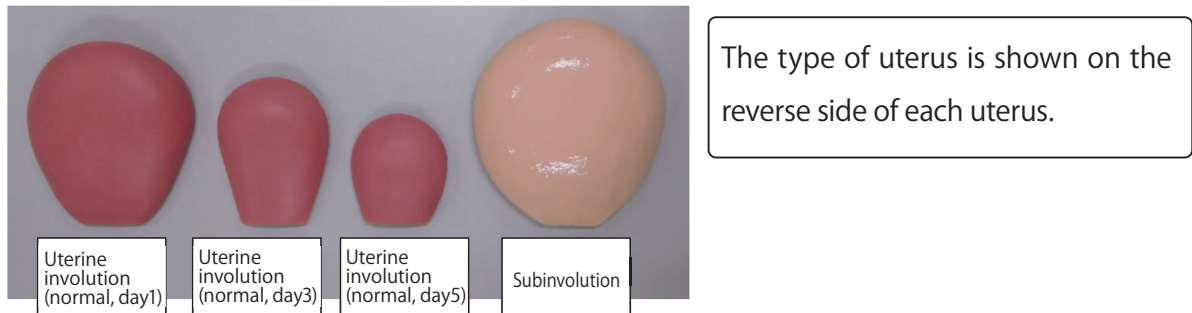 The type of uterus is shown on the
reverse side of each uterus.
Uterine
involution
(normal, day1)
Uterine
involution
(normal, day3)
Uterine
involution
(normal, day5)
Subinvolution